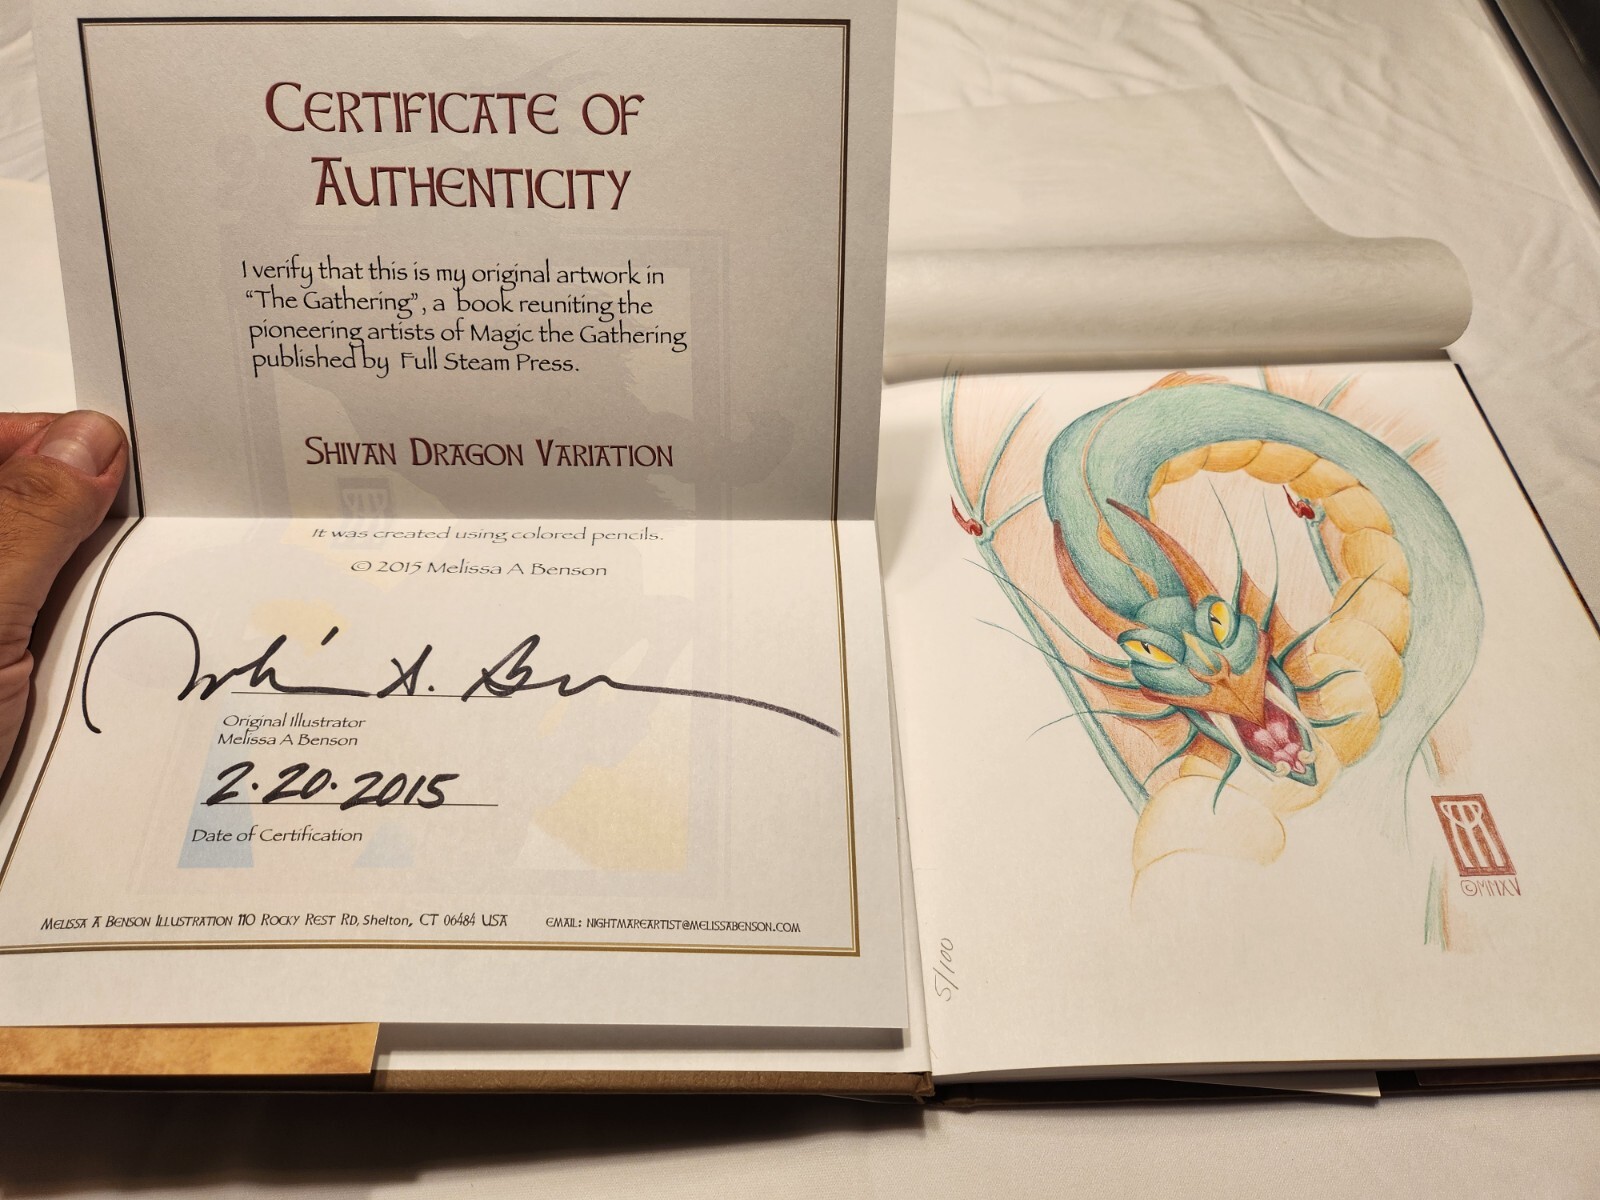 CERTIFICATE OF
AUTHENTICITY
I verify that this is my original artwork in
“The Gathering”, a book reuniting the
pioneering artists of Magic the Gathering
published by Full Steam Press.
SHIVAN DRAGON VARIATION
It was created using colored pencils.
© 2015 Melissa A Benson
Melissa A. Benson
Original Illustrator
Melissa A Benson
2.20.2015
Date of Certification
MELISSA A BENSON ILLUSTRATION 110 ROCKY REST RD, Shelton, CT 06484 USA EMAIL: NIGHTMAREARTIST@MELISSABENSON.COM
©MMXV
5/100